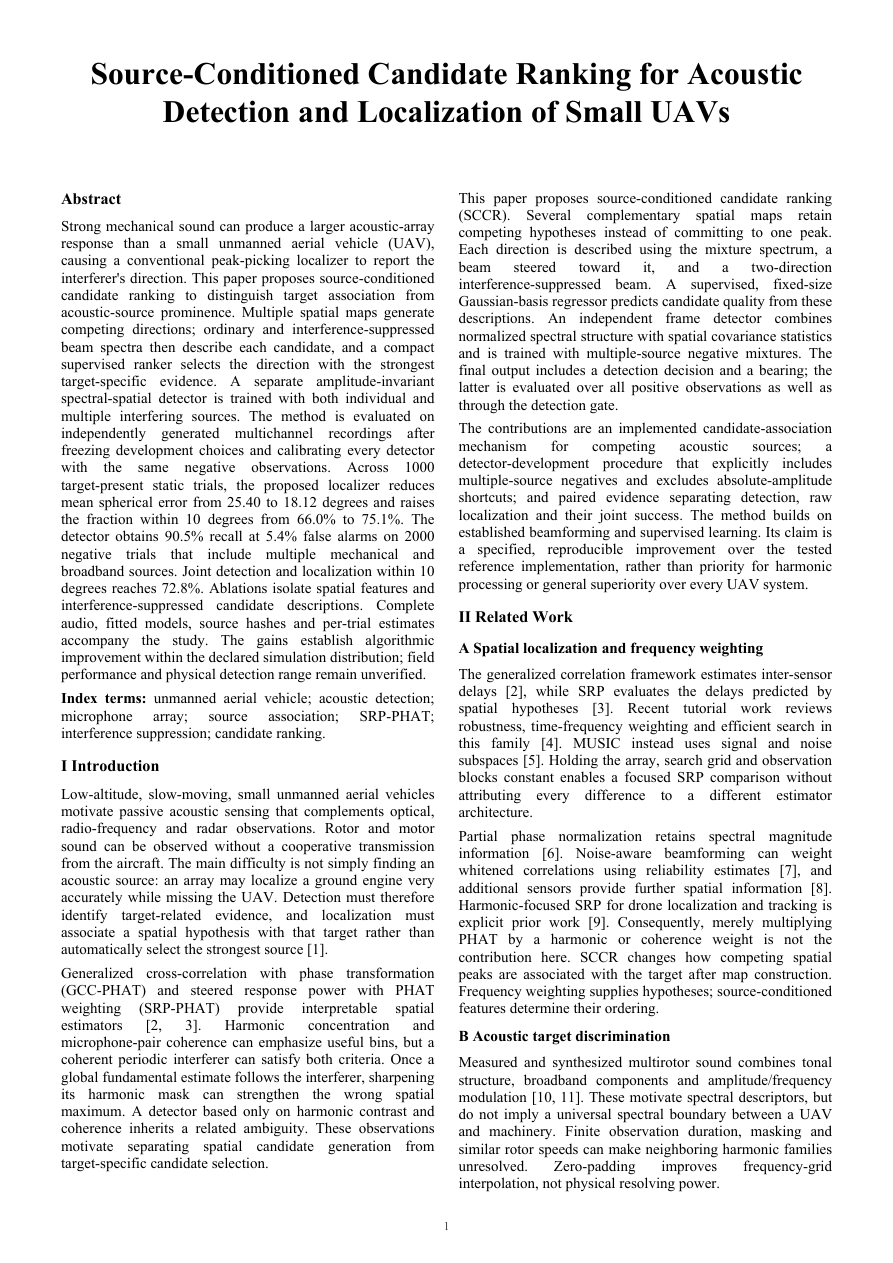 Source-Conditioned Candidate Ranking for Acoustic
Detection and Localization of Small UAVs
Abstract
Strong mechanical sound can produce a larger acoustic-array
response than a small unmanned aerial vehicle (UAV),
causing a conventional peak-picking localizer to report the
interferer's direction. This paper proposes source-conditioned
candidate ranking to distinguish target association from
acoustic-source prominence. Multiple spatial maps generate
competing directions; ordinary and interference-suppressed
beam spectra then describe each candidate, and a compact
supervised ranker selects the direction with the strongest
target-specific evidence. A separate amplitude-invariant
spectral-spatial detector is trained with both individual and
multiple interfering sources. The method is evaluated on
independently generated multichannel recordings after
freezing development choices and calibrating every detector
with the same negative observations. Across 1000
target-present static trials, the proposed localizer reduces
mean spherical error from 25.40 to 18.12 degrees and raises
the fraction within 10 degrees from 66.0% to 75.1%. The
detector obtains 90.5% recall at 5.4% false alarms on 2000
negative trials that include multiple mechanical and
broadband sources. Joint detection and localization within 10
degrees reaches 72.8%. Ablations isolate spatial features and
interference-suppressed candidate descriptions. Complete
audio, fitted models, source hashes and per-trial estimates
accompany the study. The gains establish algorithmic
improvement within the declared simulation distribution; field
performance and physical detection range remain unverified.
Index terms: unmanned aerial vehicle; acoustic detection;
microphone array; source association; SRP-PHAT;
interference suppression; candidate ranking.
I Introduction
Low-altitude, slow-moving, small unmanned aerial vehicles
motivate passive acoustic sensing that complements optical,
radio-frequency and radar observations. Rotor and motor
sound can be observed without a cooperative transmission
from the aircraft. The main difficulty is not simply finding an
acoustic source: an array may localize a ground engine very
accurately while missing the UAV. Detection must therefore
identify target-related evidence, and localization must
associate a spatial hypothesis with that target rather than
automatically select the strongest source [1].
Generalized cross-correlation with phase transformation
(GCC-PHAT) and steered response power with PHAT
weighting (SRP-PHAT) provide interpretable spatial
estimators [2, 3]. Harmonic concentration and
microphone-pair coherence can emphasize useful bins, but a
coherent periodic interferer can satisfy both criteria. Once a
global fundamental estimate follows the interferer, sharpening
its harmonic mask can strengthen the wrong spatial
maximum. A detector based only on harmonic contrast and
coherence inherits a related ambiguity. These observations
motivate separating spatial candidate generation from
target-specific candidate selection.
This paper proposes source-conditioned candidate ranking
(SCCR). Several complementary spatial maps retain
competing hypotheses instead of committing to one peak.
Each direction is described using the mixture spectrum, a
beam steered toward it, and a two-direction
interference-suppressed beam. A supervised, fixed-size
Gaussian-basis regressor predicts candidate quality from these
descriptions. An independent frame detector combines
normalized spectral structure with spatial covariance statistics
and is trained with multiple-source negative mixtures. The
final output includes a detection decision and a bearing; the
latter is evaluated over all positive observations as well as
through the detection gate.
The contributions are an implemented candidate-association
mechanism for competing acoustic sources; a
detector-development procedure that explicitly includes
multiple-source negatives and excludes absolute-amplitude
shortcuts; and paired evidence separating detection, raw
localization and their joint success. The method builds on
established beamforming and supervised learning. Its claim is
a specified, reproducible improvement over the tested
reference implementation, rather than priority for harmonic
processing or general superiority over every UAV system.
II Related Work
A Spatial localization and frequency weighting
The generalized correlation framework estimates inter-sensor
delays [2], while SRP evaluates the delays predicted by
spatial hypotheses [3]. Recent tutorial work reviews
robustness, time-frequency weighting and efficient search in
this family [4]. MUSIC instead uses signal and noise
subspaces [5]. Holding the array, search grid and observation
blocks constant enables a focused SRP comparison without
attributing every difference to a different estimator
architecture.
Partial phase normalization retains spectral magnitude
information [6]. Noise-aware beamforming can weight
whitened correlations using reliability estimates [7], and
additional sensors provide further spatial information [8].
Harmonic-focused SRP for drone localization and tracking is
explicit prior work [9]. Consequently, merely multiplying
PHAT by a harmonic or coherence weight is not the
contribution here. SCCR changes how competing spatial
peaks are associated with the target after map construction.
Frequency weighting supplies hypotheses; source-conditioned
features determine their ordering.
B Acoustic target discrimination
Measured and synthesized multirotor sound combines tonal
structure, broadband components and amplitude/frequency
modulation [10, 11]. These motivate spectral descriptors, but
do not imply a universal spectral boundary between a UAV
and machinery. Finite observation duration, masking and
similar rotor speeds can make neighboring harmonic families
unresolved. Zero-padding improves frequency-grid
interpolation, not physical resolving power.
1